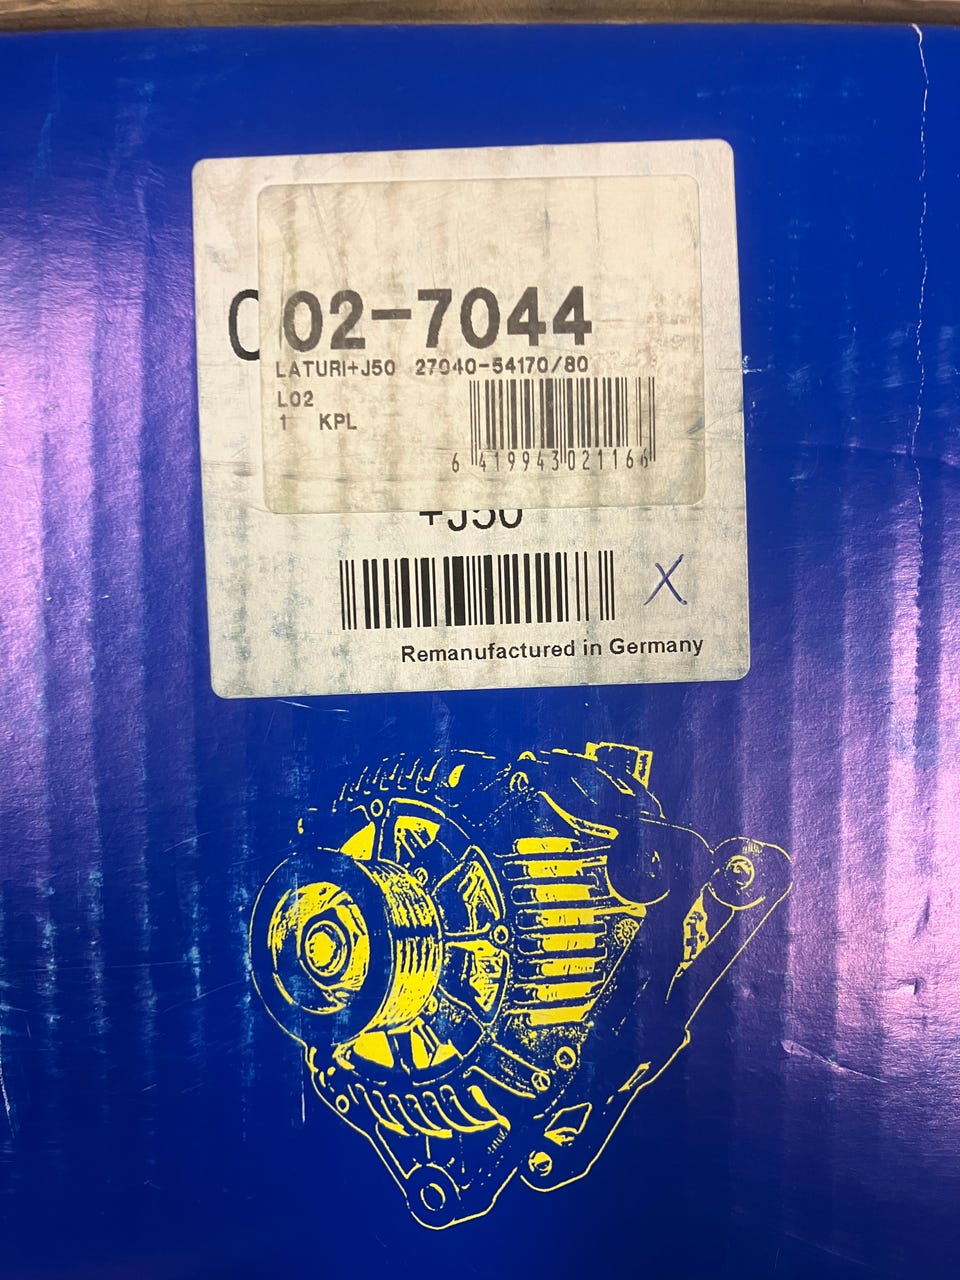 02-7044
LATURI+J50 27040-54170/80
L02
1 KPL
6 419943 021166
+J50
X
Remanufactured in Germany